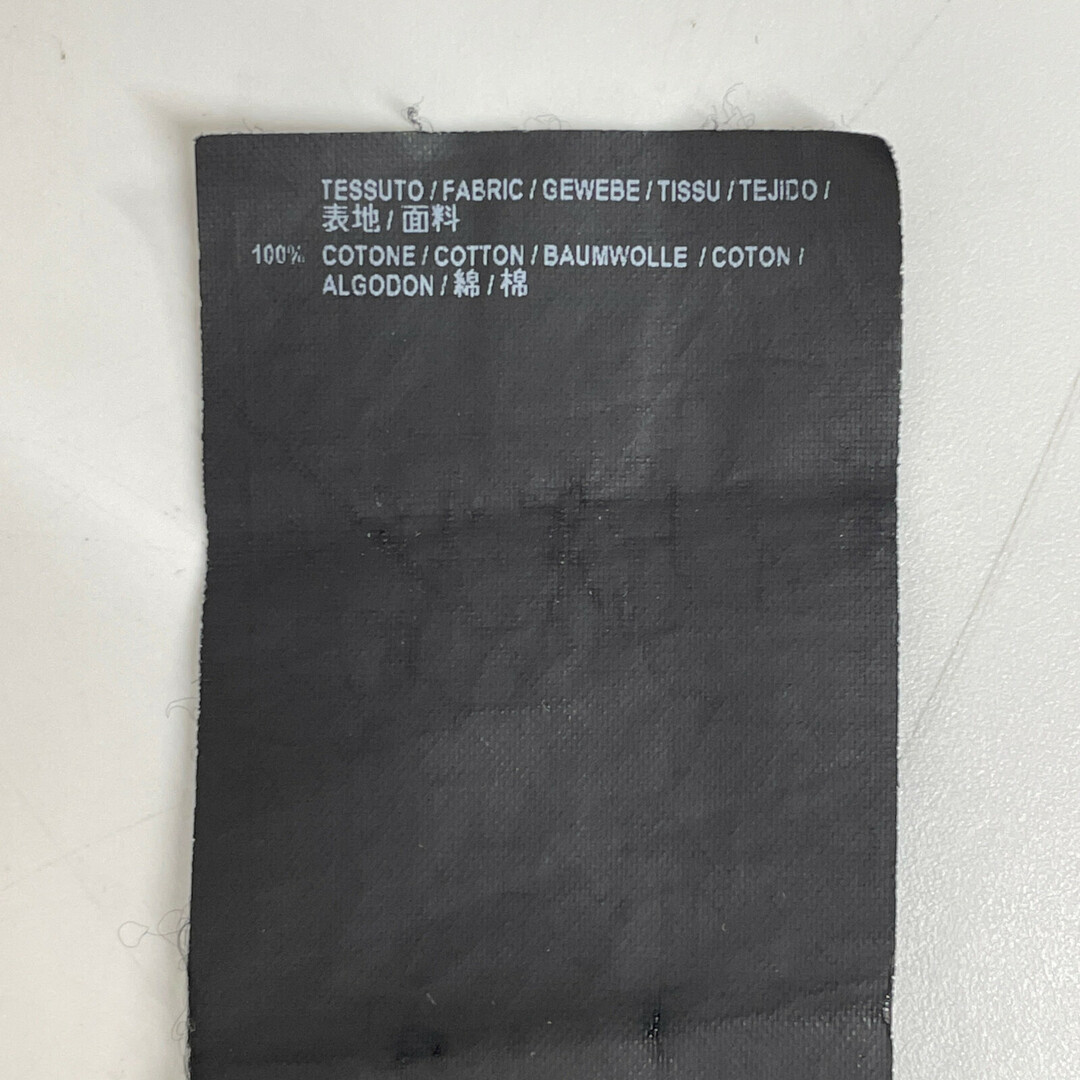 TESSUTO / FABRIC / GEWEBE / TISSU / TEJIDO /
表地 / 面料
100% COTONE / COTTON / BAUMWOLLE / COTON /
ALGODON / 綿 / 棉